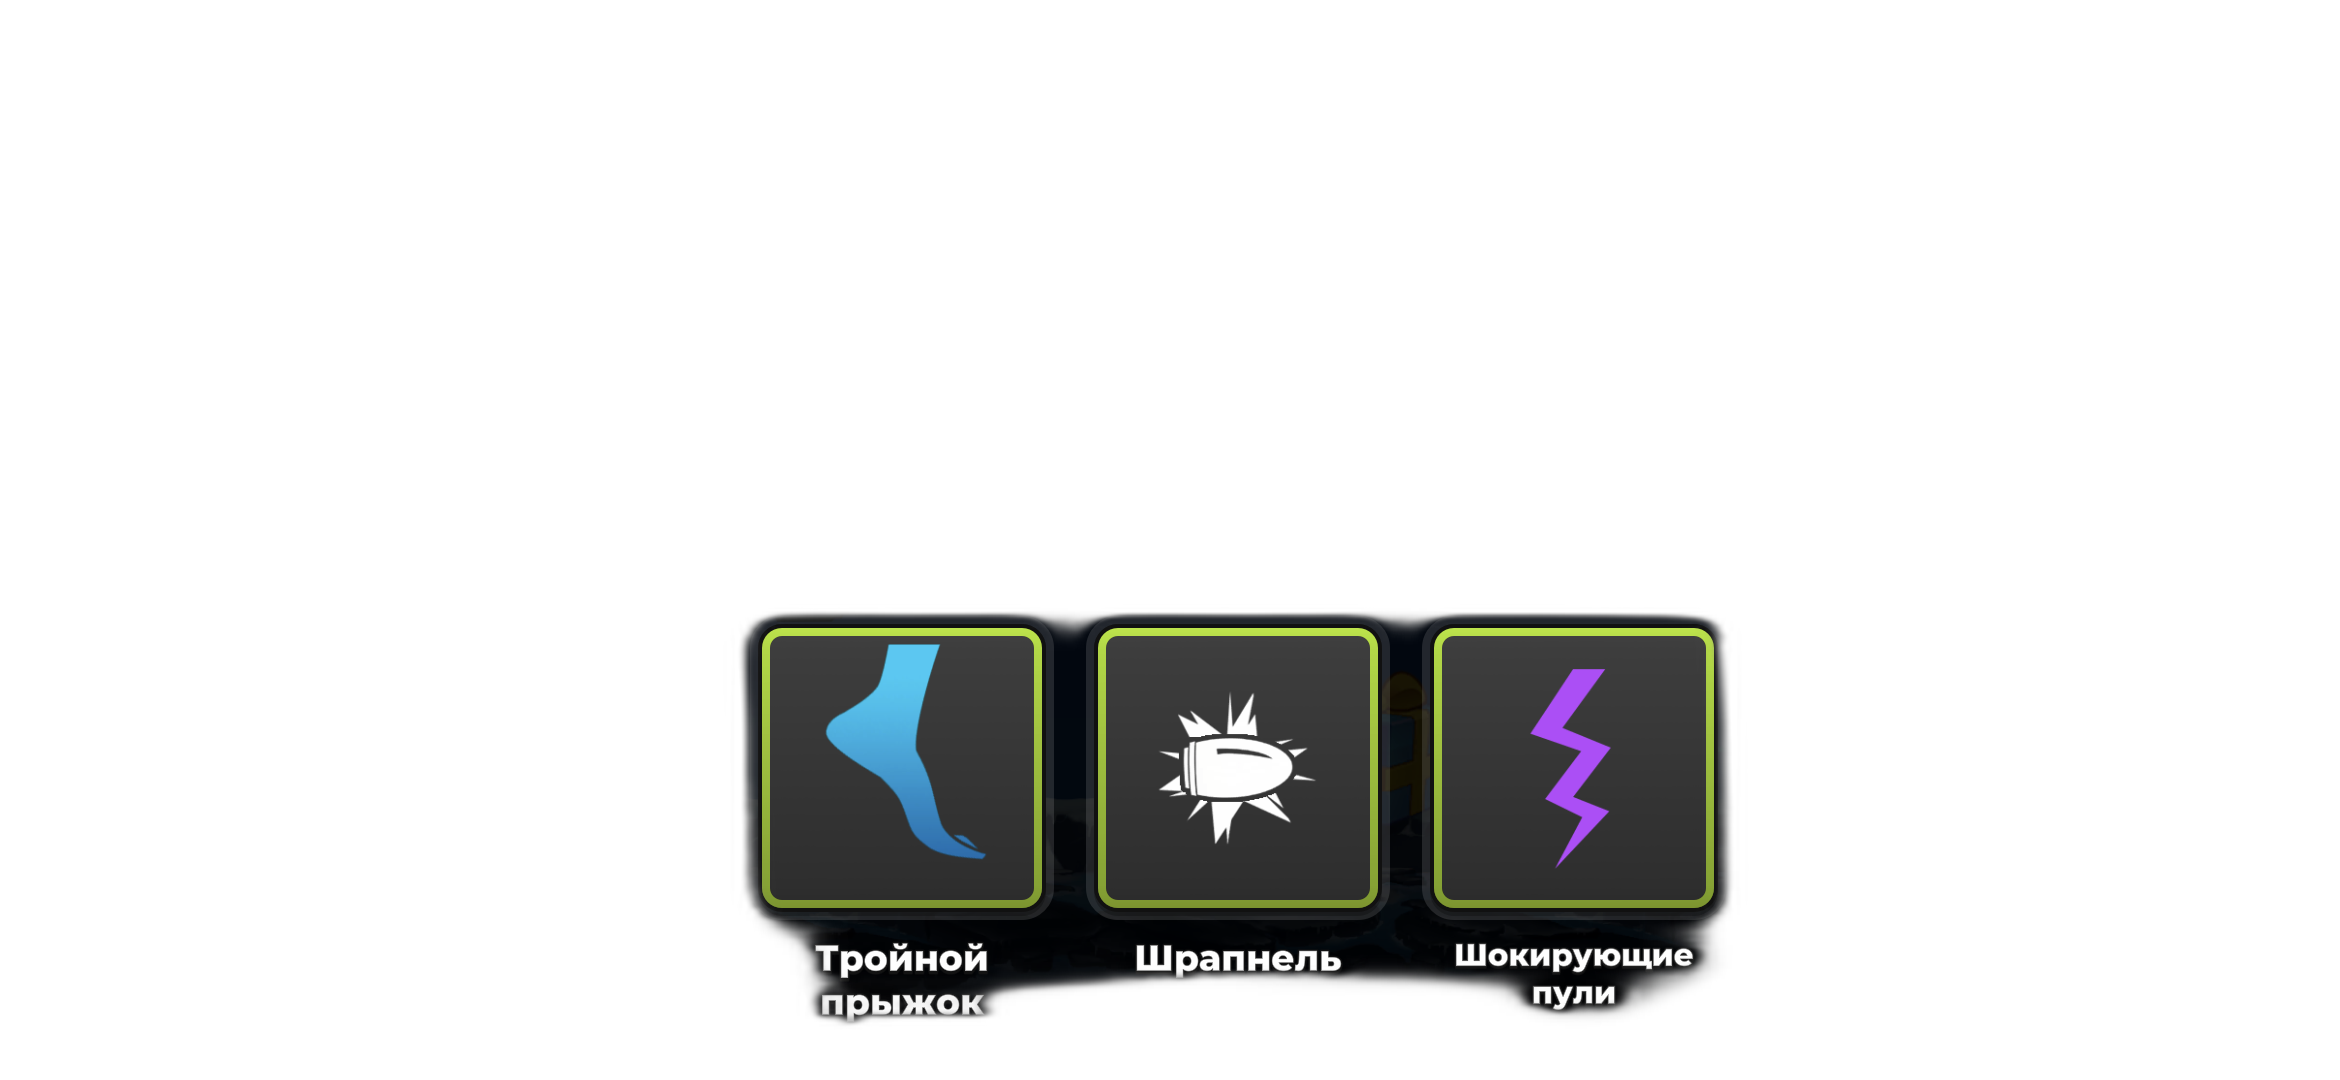 Тройной
прыжок
Шрапнель
Шокирующие
пули